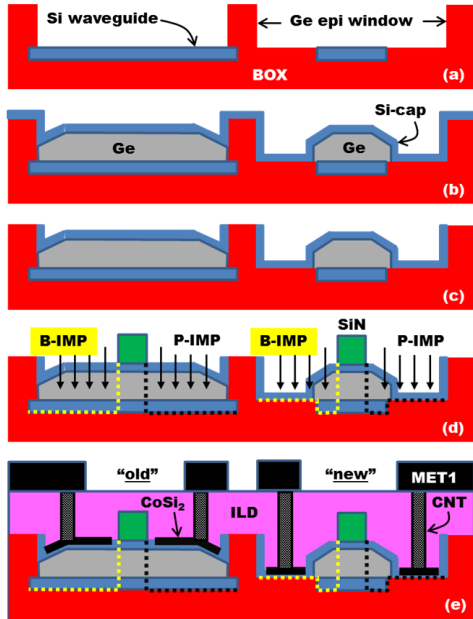 Si waveguide
Ge epi window
BOX
(a)
Si-cap
Ge
Ge
(b)
(c)
B-IMP
P-IMP
B-IMP
SiN
P-IMP
(d)
"old"
"new"
MET1
CoSi₂
ILD
CNT
(e)